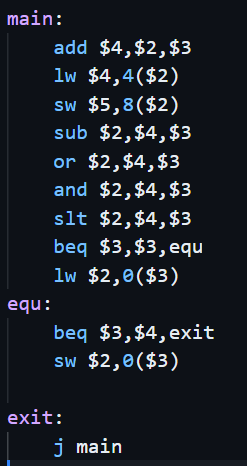 main:
    add $4,$2,$3
    lw $4,4($2)
    sw $5,8($2)
    sub $2,$4,$3
    or $2,$4,$3
    and $2,$4,$3
    slt $2,$4,$3
    beq $3,$3,equ
    lw $2,0($3)
equ:
    beq $3,$4,exit
    sw $2,0($3)

exit:
    j main